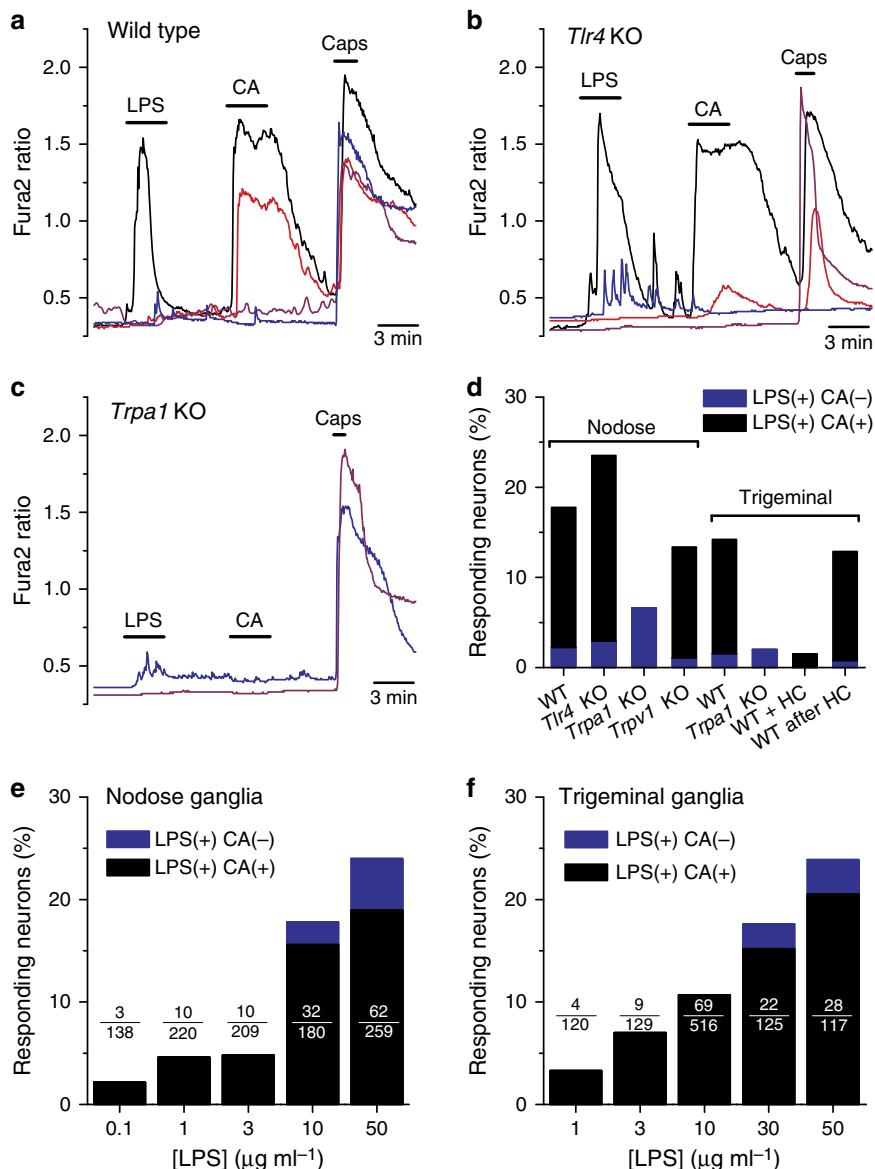 a
Wild type
Caps
2.0
LPS
CA
1.5
1.0
0.5
Fura2 ratio
3 min
b
Tlr4 KO
Caps
2.0
LPS
CA
1.5
1.0
0.5
Fura2 ratio
3 min
c
Trpa1 KO
Caps
2.0
1.5
1.0
LPS
CA
0.5
Fura2 ratio
3 min
d
30
LPS(+) CA(–)
LPS(+) CA(+)
Nodose
20
Trigeminal
10
0
Responding neurons (%)
WT
Tlr4 KO
Trpa1 KO
Trpv1 KO
WT
Trpa1 KO
WT + HC
WT after HC
e
30
Nodose ganglia
LPS(+) CA(–)
LPS(+) CA(+)
20
10
0
Responding neurons (%)
3 10 10 32 62
138 220 209 180 259
0.1 1 3 10 50
[LPS] (μg ml–1)
f
30
Trigeminal ganglia
LPS(+) CA(–)
LPS(+) CA(+)
20
10
0
Responding neurons (%)
4 9 69 22 28
120 129 516 125 117
1 3 10 30 50
[LPS] (μg ml–1)